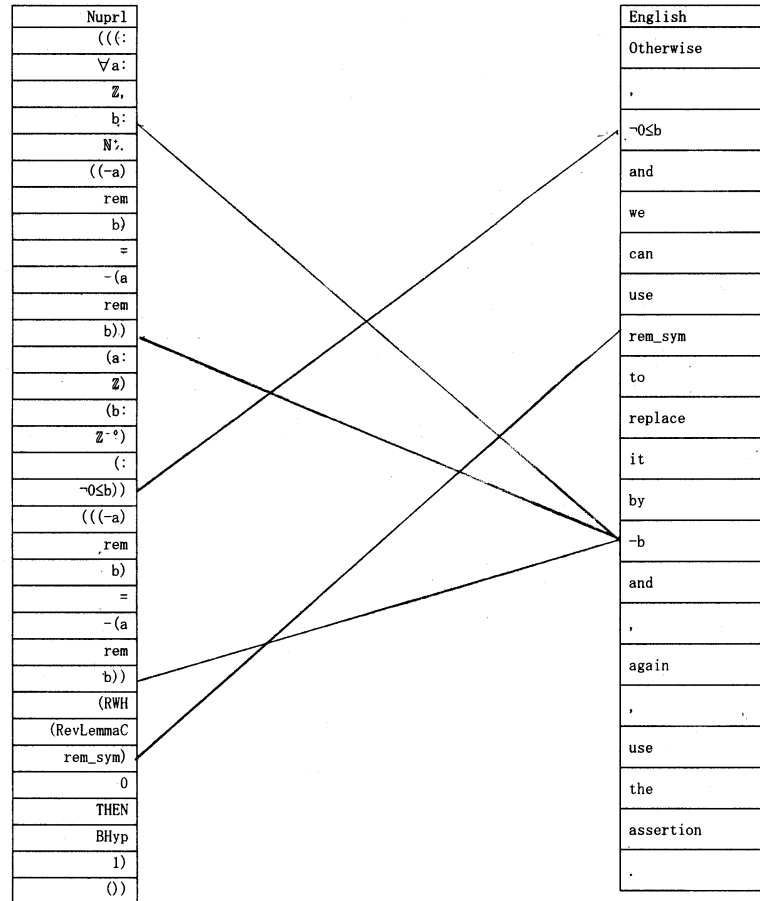 Nuprl
(((:
∀a:
ℤ,
b:
ℕ⁺.
((-a)
rem
b)
=
-(a
rem
b))
(a:
ℤ)
(b:
ℤ⁻⁰)
(:
¬0≤b))
(((-a)
rem
b)
=
-(a
rem
b))
(RWH
(RevLemmaC
rem_sym)
0
THEN
BHyp
1)
())
English
Otherwise
,
¬0≤b
and
we
can
use
rem_sym
to
replace
it
by
-b
and
,
again
,
use
the
assertion
.